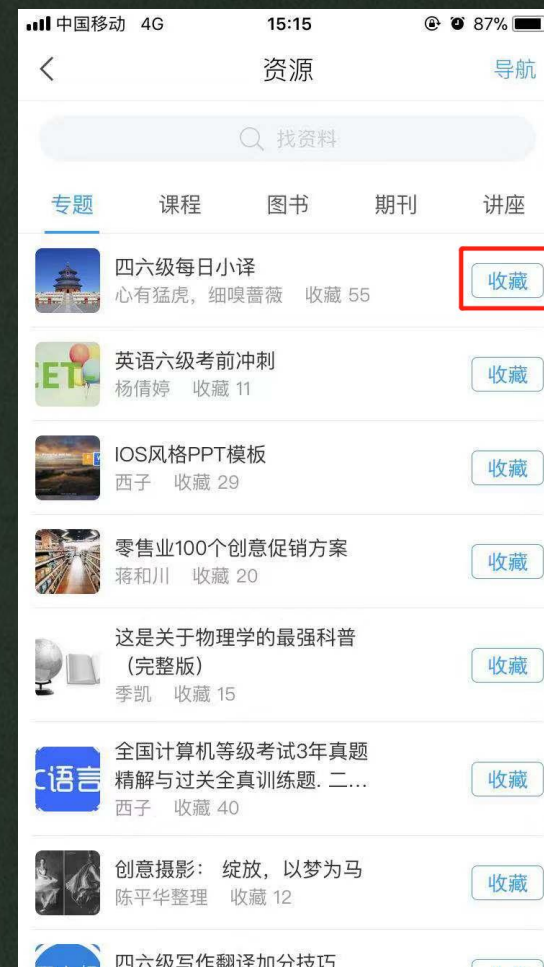 中国移动 4G 15:15 87%
资源 导航
找资料
专题 课程 图书 期刊 讲座
四六级每日小译
心有猛虎，细嗅蔷薇 收藏 55
收藏
英语六级考前冲刺
杨倩婷 收藏 11
收藏
IOS风格PPT模板
西子 收藏 29
收藏
零售业100个创意促销方案
蒋和川 收藏 20
收藏
这是关于物理学的最强科普
（完整版）
季凯 收藏 15
收藏
C语言
全国计算机等级考试3年真题
精解与过关全真训练题. 二...
西子 收藏 40
收藏
创意摄影： 绽放，以梦为马
陈平华整理 收藏 12
收藏
四六级写作翻译加分技巧